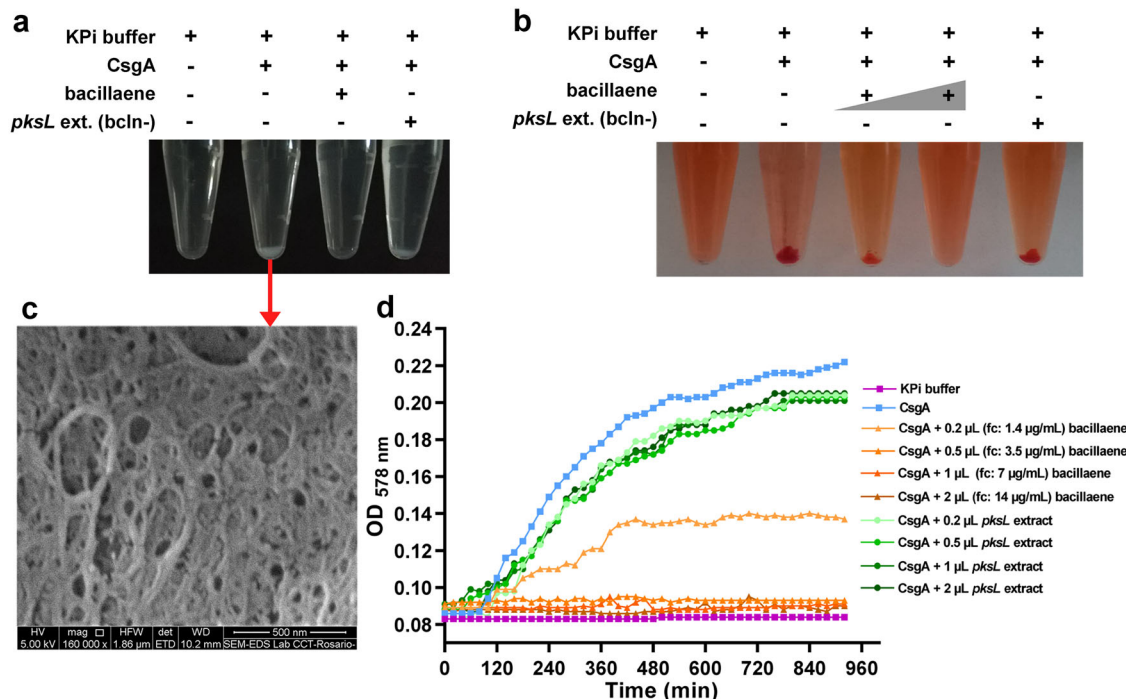 a
KPi buffer + + + +
CsgA - + + +
bacillaene - - + -
pksL ext. (bcln-) - - - +
b
KPi buffer + + + + +
CsgA - + + + +
bacillaene - - + + -
pksL ext. (bcln-) - - - - +
c
HV mag HFW det WD 500 nm
5.00 kV 160 000 x 1.86 µm ETD 10.2 mm SEM-EDS Lab CCT-Rosario-
d
OD 578 nm
0.24
0.22
0.20
0.18
0.16
0.14
0.12
0.10
0.08
0 120 240 360 480 600 720 840 960
Time (min)
KPi buffer
CsgA
CsgA + 0.2 µL (fc: 1.4 µg/mL) bacillaene
CsgA + 0.5 µL (fc: 3.5 µg/mL) bacillaene
CsgA + 1 µL (fc: 7 µg/mL) bacillaene
CsgA + 2 µL (fc: 14 µg/mL) bacillaene
CsgA + 0.2 µL pksL extract
CsgA + 0.5 µL pksL extract
CsgA + 1 µL pksL extract
CsgA + 2 µL pksL extract